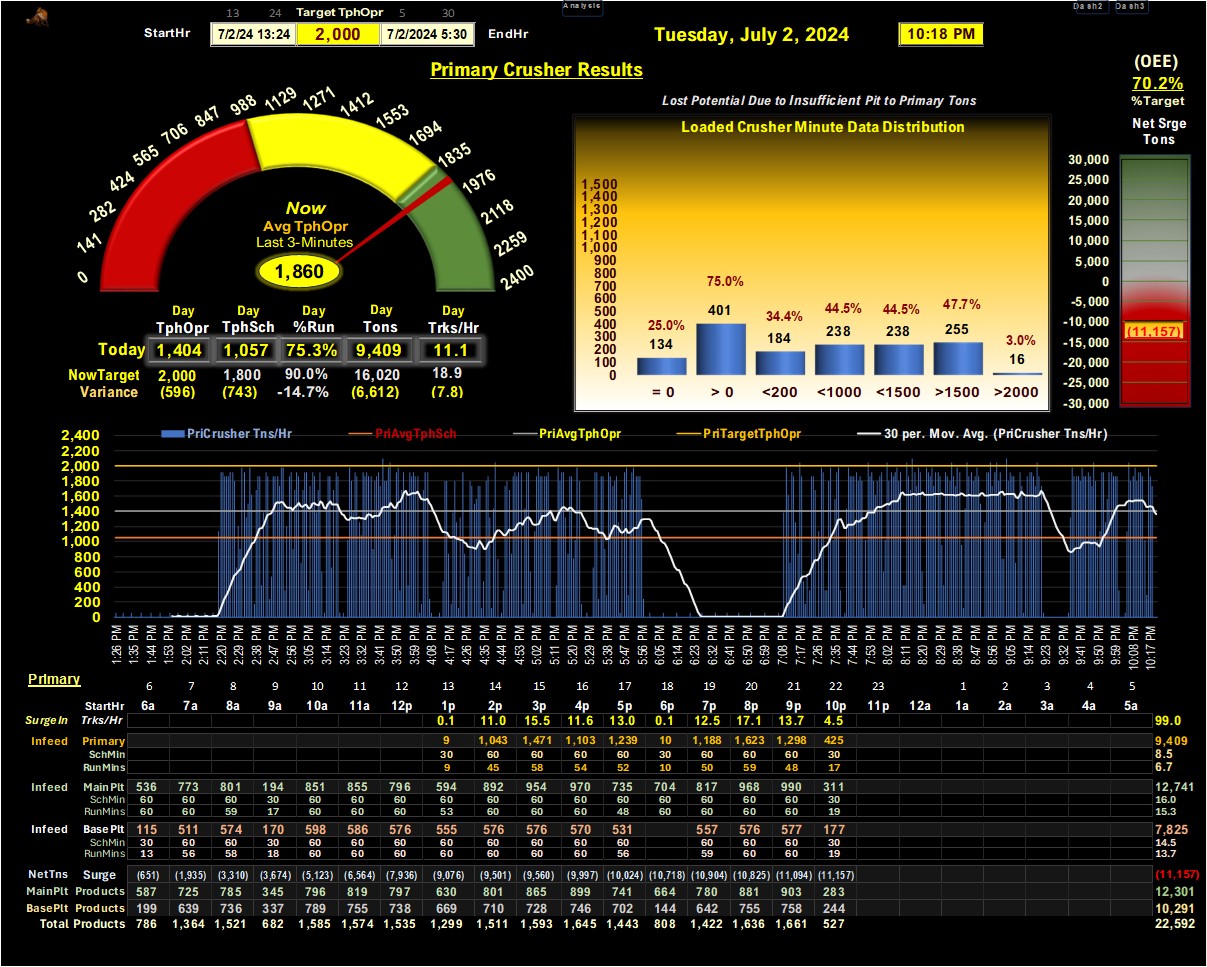 Analysis Dash2 Dash3
13 24 Target TphOpr 5 30
StartHr 7/2/24 13:24 2,000 7/2/2024 5:30 EndHr Tuesday, July 2, 2024 10:18 PM
Primary Crusher Results
(OEE)
70.2%
%Target
Net Srge
Tons
0 141 282 424 565 706 847 988 1129 1271 1412 1553 1694 1835 1976 2118 2259 2400
Now
Avg TphOpr
Last 3-Minutes
1,860
Lost Potential Due to Insufficient Pit to Primary Tons
Loaded Crusher Minute Data Distribution
1,500
1,400
1,300
1,200
1,100
1,000
900
800
700
600
500
400
300
200
100
0
25.0% 75.0% 34.4% 44.5% 44.5% 47.7% 3.0%
134 401 184 238 238 255 16
= 0 > 0 <200 <1000 <1500 >1500 >2000
30,000
25,000
20,000
15,000
10,000
5,000
0
-5,000
-10,000
(11,157)
-15,000
-20,000
-25,000
-30,000
Day Day Day Day Day
TphOpr TphSch %Run Tons Trks/Hr
Today 1,404 1,057 75.3% 9,409 11.1
NowTarget 2,000 1,800 90.0% 16,020 18.9
Variance (596) (743) -14.7% (6,612) (7.8)
PriCrusher Tns/Hr PriAvgTphSch PriAvgTphOpr PriTargetTphOpr 30 per. Mov. Avg. (PriCrusher Tns/Hr)
2,400
2,200
2,000
1,800
1,600
1,400
1,200
1,000
800
600
400
200
0
1:26 PM 1:35 PM 1:44 PM 1:53 PM 2:02 PM 2:11 PM 2:20 PM 2:29 PM 2:38 PM 2:47 PM 2:56 PM 3:05 PM 3:14 PM 3:23 PM 3:32 PM 3:41 PM 3:50 PM 3:59 PM 4:08 PM 4:17 PM 4:26 PM 4:35 PM 4:44 PM 4:53 PM 5:02 PM 5:11 PM 5:20 PM 5:29 PM 5:38 PM 5:47 PM 5:56 PM 6:05 PM 6:14 PM 6:23 PM 6:32 PM 6:41 PM 6:50 PM 6:59 PM 7:08 PM 7:17 PM 7:26 PM 7:35 PM 7:44 PM 7:53 PM 8:02 PM 8:11 PM 8:20 PM 8:29 PM 8:38 PM 8:47 PM 8:56 PM 9:05 PM 9:14 PM 9:23 PM 9:32 PM 9:41 PM 9:50 PM 9:59 PM 10:08 PM 10:17 PM
Primary
6 7 8 9 10 11 12 13 14 15 16 17 18 19 20 21 22 23 1 2 3 4 5
StartHr 6a 7a 8a 9a 10a 11a 12p 1p 2p 3p 4p 5p 6p 7p 8p 9p 10p 11p 12a 1a 2a 3a 4a 5a
Surge In Trks/Hr 0.1 11.0 15.5 11.6 13.0 0.1 12.5 17.1 13.7 4.5 99.0
Infeed Primary 9 1,043 1,471 1,103 1,239 10 1,188 1,623 1,298 425 9,409
SchMin 30 60 60 60 60 30 60 60 60 30 8.5
RunMins 9 45 58 54 52 10 50 59 48 17 6.7
Infeed MainPlt 536 773 801 194 851 855 796 594 892 954 970 735 704 817 968 990 311 12,741
SchMin 60 60 60 30 60 60 60 60 60 60 60 60 60 60 60 60 30 16.0
RunMins 60 60 59 17 60 60 60 53 60 60 60 48 60 60 60 60 19 15.3
Infeed Base Plt 115 511 574 170 598 586 576 555 576 576 570 531 557 576 577 177 7,825
SchMin 30 60 60 30 60 60 60 60 60 60 60 60 60 60 60 30 14.5
RunMins 13 56 58 18 60 60 60 60 60 60 60 56 59 60 60 19 13.7
NetTns Surge (651) (1,935) (3,310) (3,674) (5,123) (6,564) (7,936) (9,076) (9,501) (9,560) (9,997) (10,024) (10,718) (10,904) (10,825) (11,094) (11,157) (11,157)
MainPlt Products 587 725 785 345 796 819 797 630 801 865 899 741 664 780 881 903 283 12,301
BasePlt Products 199 639 736 337 789 755 738 669 710 728 746 702 144 642 755 758 244 10,291
Total Products 786 1,364 1,521 682 1,585 1,574 1,535 1,299 1,511 1,593 1,645 1,443 808 1,422 1,636 1,661 527 22,592